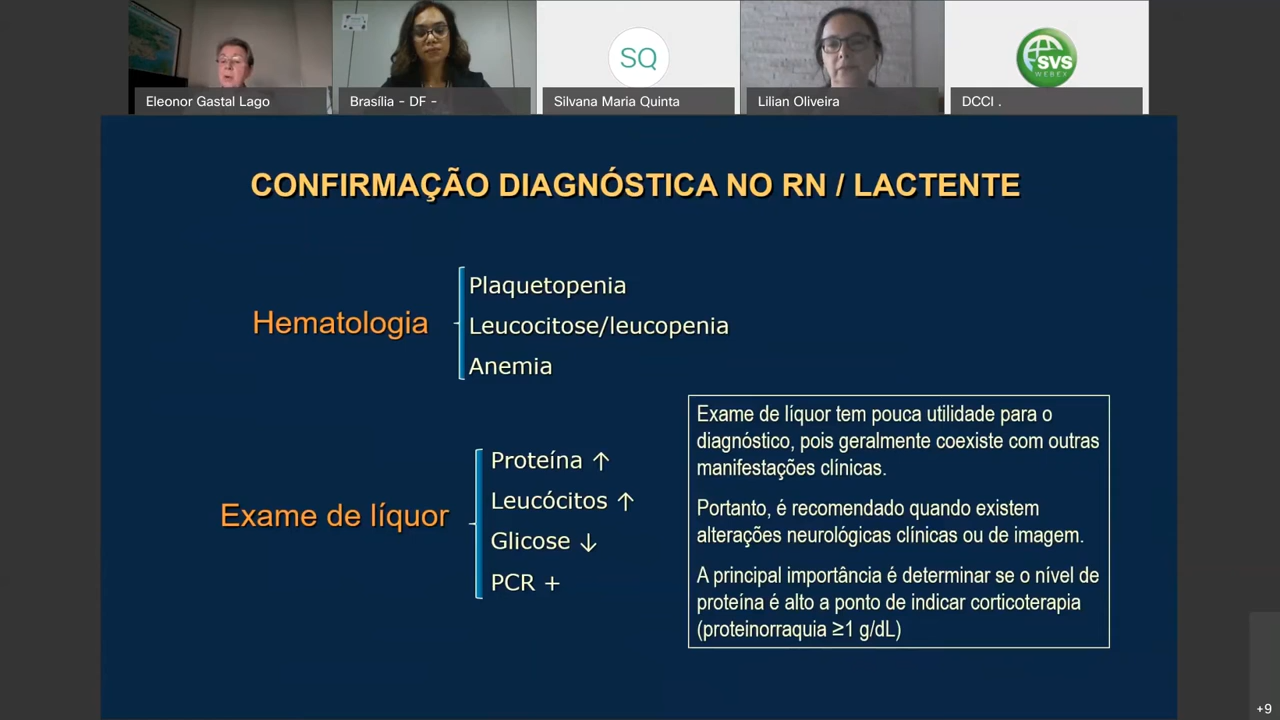 SQ
SVS
WEBEX
Eleonor Gastal Lago
Brasília - DF -
Silvana Maria Quinta
Lilian Oliveira
DCCI .
CONFIRMAÇÃO DIAGNÓSTICA NO RN / LACTENTE
Hematologia
Plaquetopenia
Leucocitose/leucopenia
Anemia
Exame de líquor
Proteína ↑
Leucócitos ↑
Glicose ↓
PCR +
Exame de líquor tem pouca utilidade para o
diagnóstico, pois geralmente coexiste com outras
manifestações clínicas.
Portanto, é recomendado quando existem
alterações neurológicas clínicas ou de imagem.
A principal importância é determinar se o nível de
proteína é alto a ponto de indicar corticoterapia
(proteinorraquia ≥1 g/dL)
+9